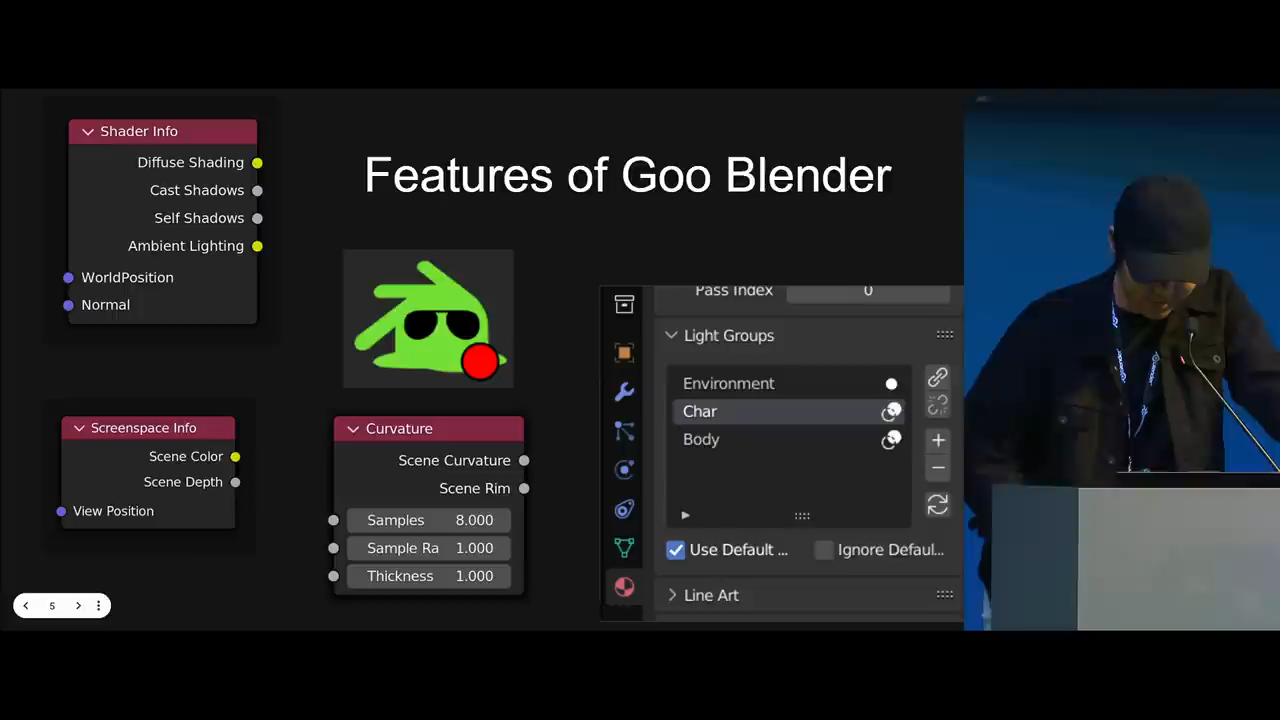 Features of Goo Blender
Shader Info
Diffuse Shading
Cast Shadows
Self Shadows
Ambient Lighting
WorldPosition
Normal
Screenspace Info
Scene Color
Scene Depth
View Position
Curvature
Scene Curvature
Scene Rim
Samples 8.000
Sample Ra 1.000
Thickness 1.000
Pass Index 0
Light Groups
Environment
Char
Body
Use Default ... Ignore Defaul...
Line Art
5